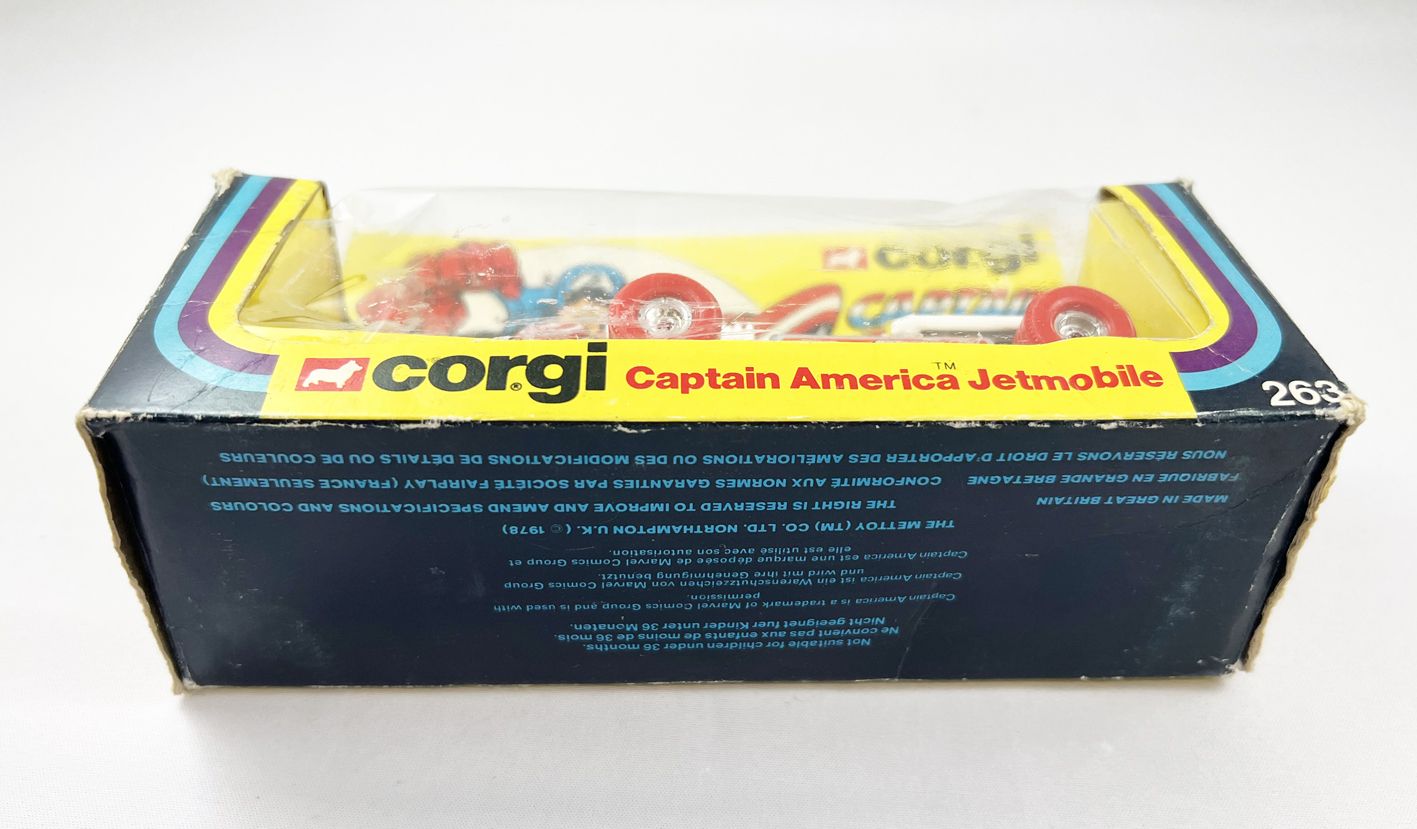 corgi
CAPTAIN
corgi® Captain America™ Jetmobile
263
Not suitable for children under 36 months.
Ne convient pas aux enfants de moins de 36 mois.
Nicht geeignet fuer Kinder unter 36 Monaten.
Captain America is a trademark of Marvel Comics Group and is used with
permission.
Captain America ist ein Warenschutzzeichen von Marvel Comics Group
und wird mit ihre Genehmigung benutzt.
Captain America est une marque déposée de Marvel Comics Group et
elle est utilisé avec son autorisation.
THE METTOY (TM) CO. LTD. NORTHAMPTON U.K. (© 1978)
MADE IN GREAT BRITAIN THE RIGHT IS RESERVED TO IMPROVE AND AMEND SPECIFICATIONS AND COLOURS
FABRIQUE EN GRANDE BRETAGNE CONFORMITÉ AUX NORMES GARANTIES PAR SOCIÉTÉ FAIRPLAY (FRANCE SEULEMENT)
NOUS RÉSERVONS LE DROIT D'APPORTER DES AMÉLIORATIONS OU DES MODIFICATIONS DE DÉTAILS OU DE COULEURS